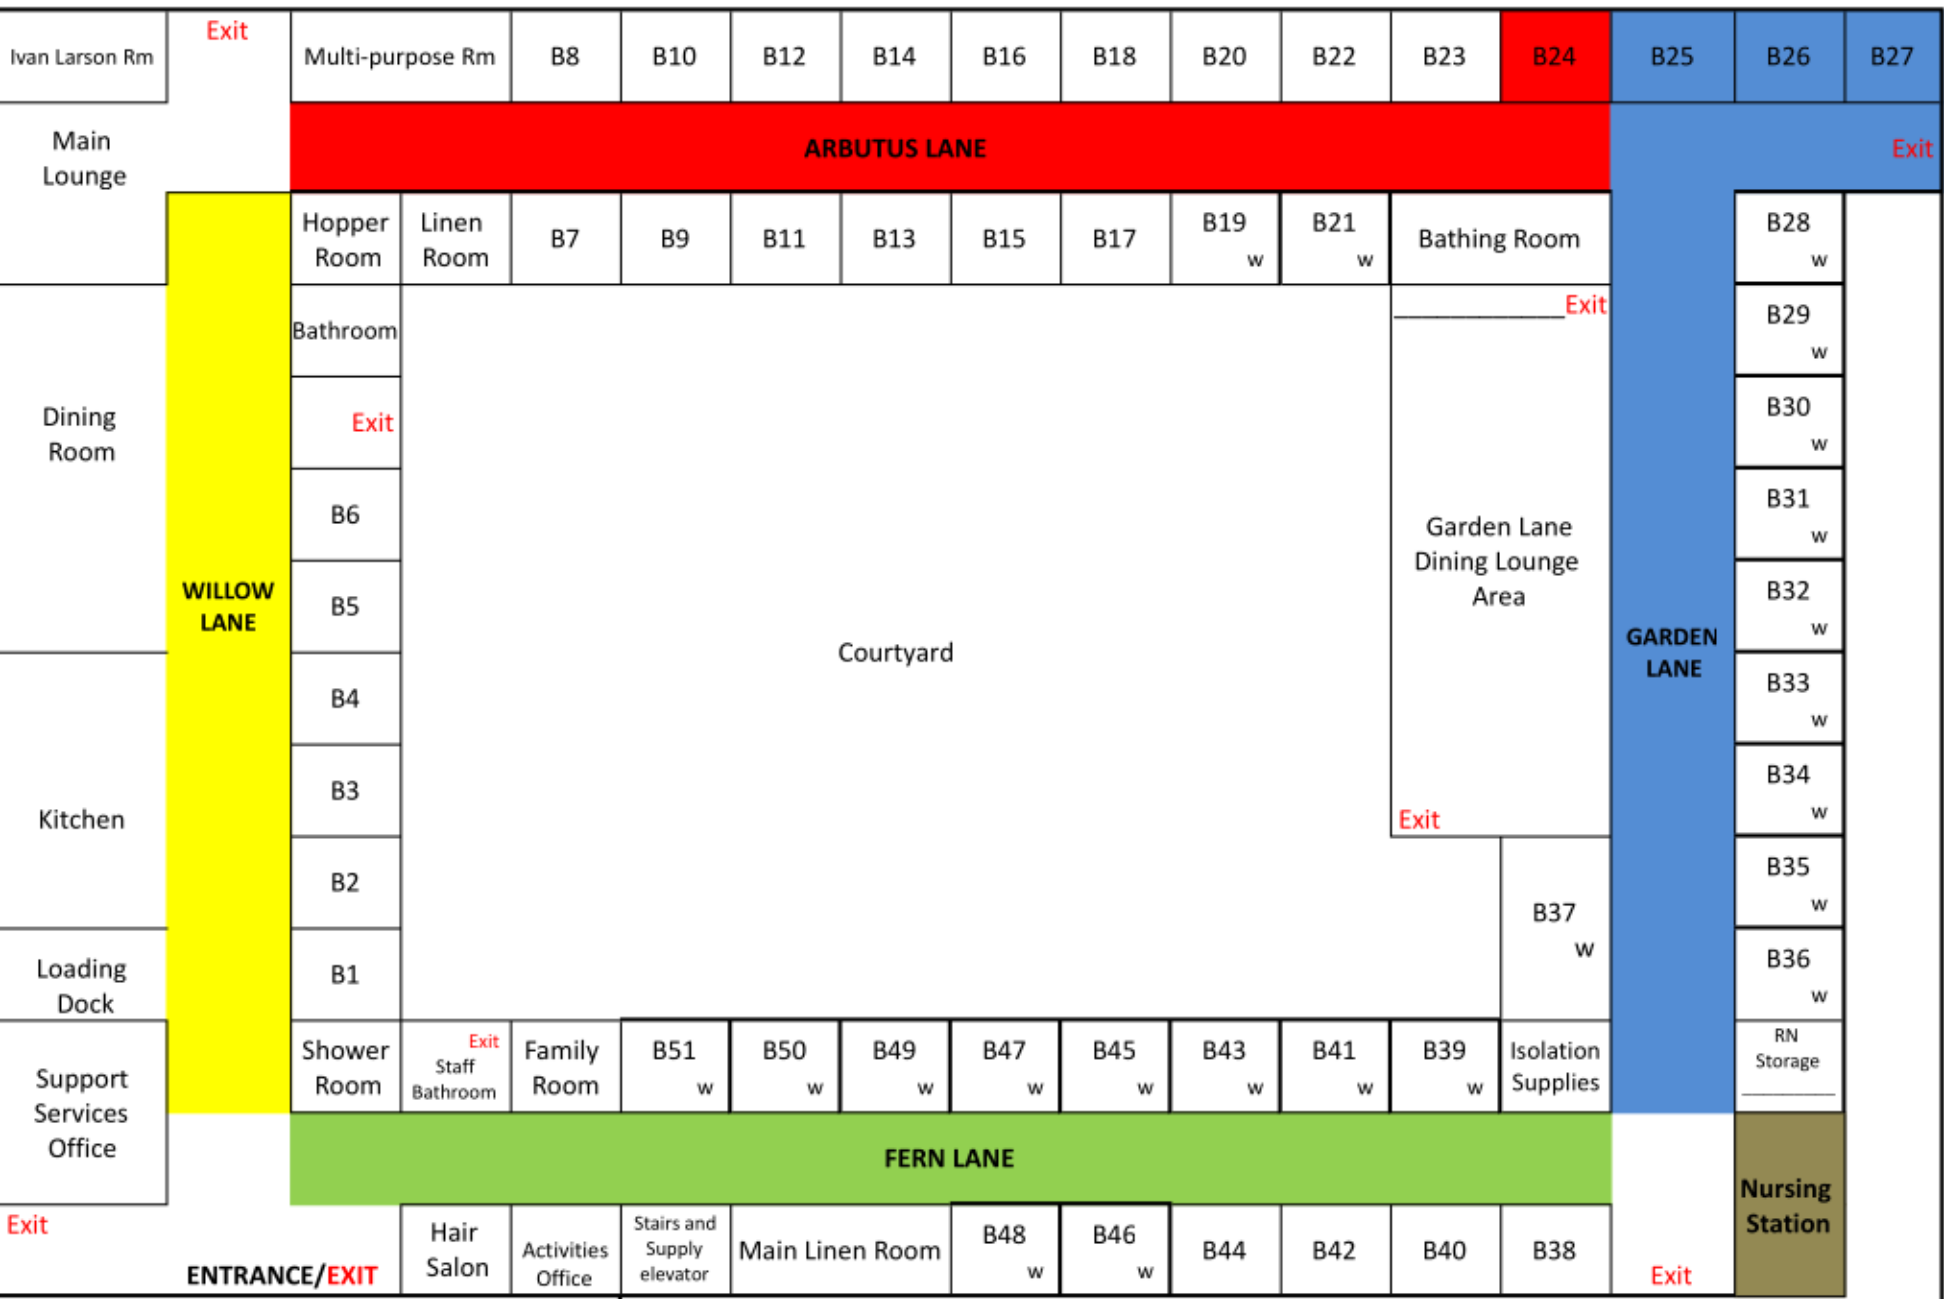 Ivan Larson Rm
Exit
Multi-purpose Rm
B8
B10
B12
B14
B16
B18
B20
B22
B23
B24
B25
B26
B27
Main
Lounge
ARBUTUS LANE
Exit
Hopper
Room
Linen
Room
B7
B9
B11
B13
B15
B17
B19
w
B21
w
Bathing Room
B28
w
Bathroom
Exit
B29
w
Dining
Room
Exit
B30
w
B6
B31
w
Garden Lane
Dining Lounge
Area
WILLOW
LANE
B5
B32
w
Courtyard
GARDEN
LANE
B4
B33
w
Kitchen
B3
Exit
B34
w
B2
B35
w
B37
w
Loading
Dock
B1
B36
w
Support
Services
Office
Shower
Room
Exit
Staff
Bathroom
Family
Room
B51
w
B50
w
B49
w
B47
w
B45
w
B43
w
B41
w
B39
w
Isolation
Supplies
RN
Storage
FERN LANE
Nursing
Station
Exit
ENTRANCE/EXIT
Hair
Salon
Activities
Office
Stairs and
Supply
elevator
Main Linen Room
B48
w
B46
w
B44
B42
B40
B38
Exit